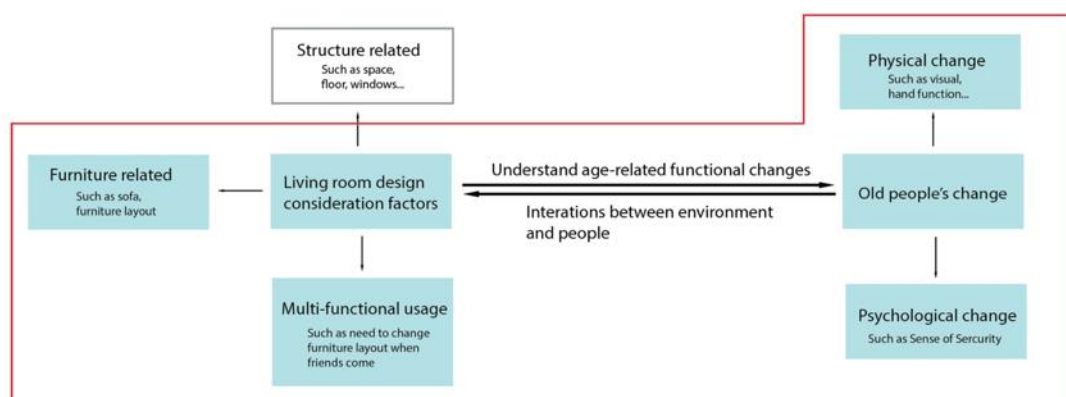 Structure related
Such as space,
floor, windows...
Physical change
Such as visual,
hand function...
Furniture related
Such as sofa,
furniture layout
Living room design
consideration factors
Understand age-related functional changes
Interations between environment
and people
Old people's change
Multi-functional usage
Such as need to change
furniture layout when
friends come
Psychological change
Such as Sense of Sercurity